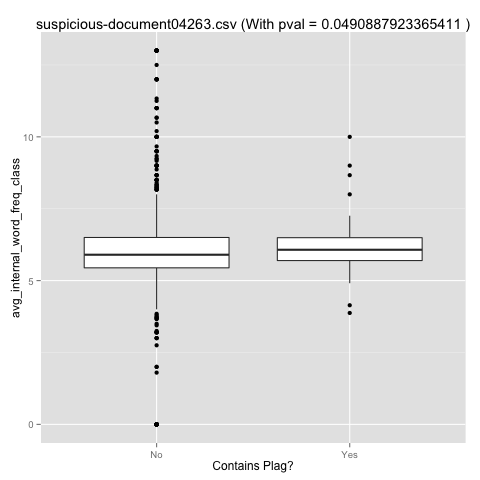 suspicious-document04263.csv (With pval = 0.0490887923365411 )
avg_internal_word_freq_class
10
5
0
No
Yes
Contains Plag?